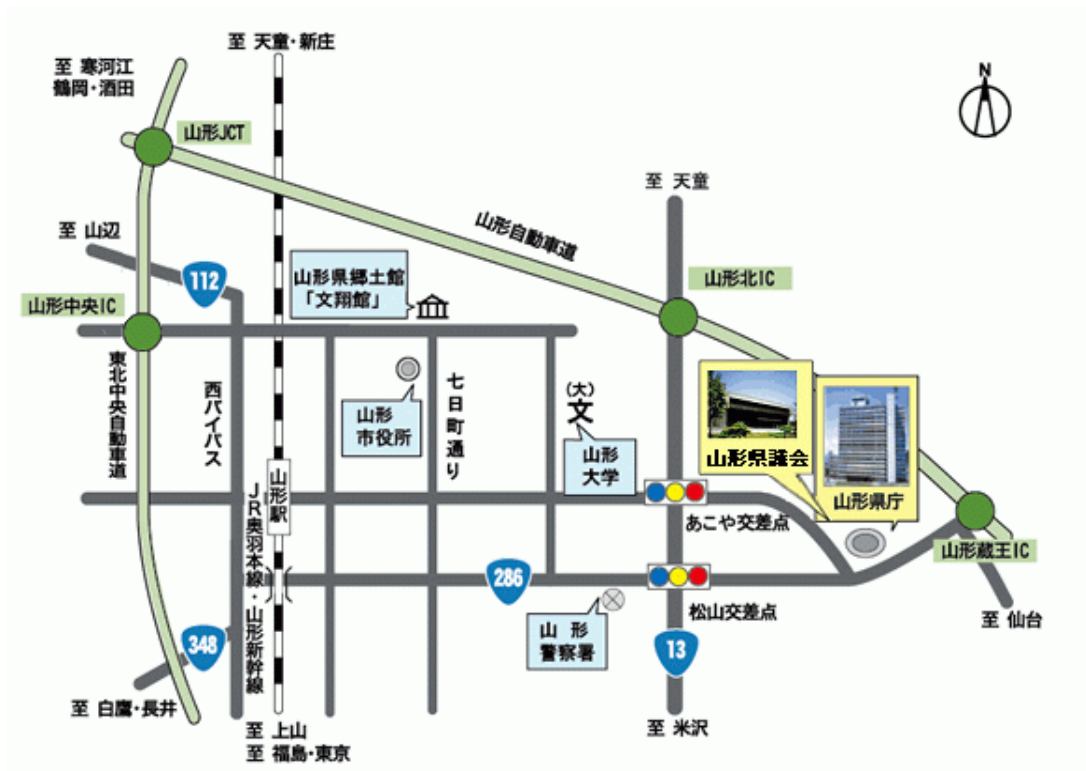 至 天童・新庄
至 寒河江
鶴岡・酒田
N
山形JCT
至 天童
山形自動車道
至 山辺
112
山形県郷土館
「文翔館」
山形北IC
山形中央IC
東北中央自動車道
西バイパス
山形
市役所
七日町通り
(大)
文
山形
大学
山形県議会
山形県庁
山形駅
JR奥羽本線・山形新幹線
あこや交差点
山形蔵王IC
286
松山交差点
山 形
警察署
至 仙台
348
13
至 白鷹・長井
至 上山
至 福島・東京
至 米沢